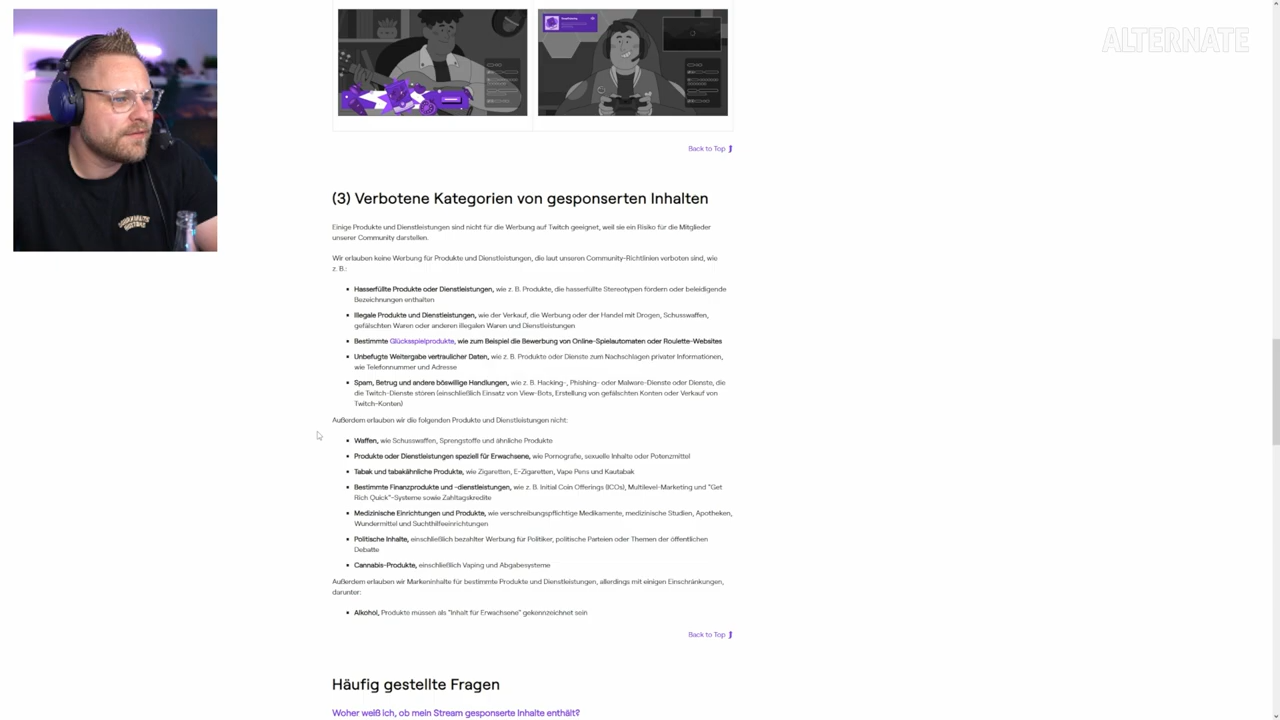 ALTERNATE
Back to Top
(3) Verbotene Kategorien von gesponserten Inhalten
Einige Produkte und Dienstleistungen sind nicht für die Werbung auf Twitch geeignet, weil sie ein Risiko für die Mitglieder
unserer Community darstellen.
Wir erlauben keine Werbung für Produkte und Dienstleistungen, die laut unseren Community-Richtlinien verboten sind, wie
z. B.:
Hasserfüllte Produkte oder Dienstleistungen, wie z. B. Produkte, die hasserfüllte Stereotypen fördern oder beleidigende
Bezeichnungen enthalten
Illegale Produkte und Dienstleistungen, wie der Verkauf, die Werbung oder der Handel mit Drogen, Schusswaffen,
gefälschten Waren oder anderen illegalen Waren und Dienstleistungen
Bestimmte Glücksspielprodukte, wie zum Beispiel die Bewerbung von Online-Spielautomaten oder Roulette-Websites
Unbefugte Weitergabe vertraulicher Daten, wie z. B. Produkte oder Dienste zum Nachschlagen privater Informationen,
wie Telefonnummer und Adresse
Spam, Betrug und andere böswillige Handlungen, wie z. B. Hacking-, Phishing- oder Malware-Dienste oder Dienste, die
die Twitch-Dienste stören (einschließlich Einsatz von View-Bots, Erstellung von gefälschten Konten oder Verkauf von
Twitch-Konten)
Außerdem erlauben wir die folgenden Produkte und Dienstleistungen nicht:
Waffen, wie Schusswaffen, Sprengstoffe und ähnliche Produkte
Produkte oder Dienstleistungen speziell für Erwachsene, wie Pornografie, sexuelle Inhalte oder Potenzmittel
Tabak und tabakähnliche Produkte, wie Zigaretten, E-Zigaretten, Vape Pens und Kautabak
Bestimmte Finanzprodukte und -dienstleistungen, wie z. B. Initial Coin Offerings (ICOs), Multilevel-Marketing und "Get
Rich Quick"-Systeme sowie Zahltagskredite
Medizinische Einrichtungen und Produkte, wie verschreibungspflichtige Medikamente, medizinische Studien, Apotheken,
Wundermittel und Suchthilfeeinrichtungen
Politische Inhalte, einschließlich bezahlter Werbung für Politiker, politische Parteien oder Themen der öffentlichen
Debatte
Cannabis-Produkte, einschließlich Vaping und Abgabesysteme
Außerdem erlauben wir Markeninhalte für bestimmte Produkte und Dienstleistungen, allerdings mit einigen Einschränkungen,
darunter:
Alkohol, Produkte müssen als "Inhalt für Erwachsene" gekennzeichnet sein
Back to Top
Häufig gestellte Fragen
Woher weiß ich, ob mein Stream gesponserte Inhalte enthält?